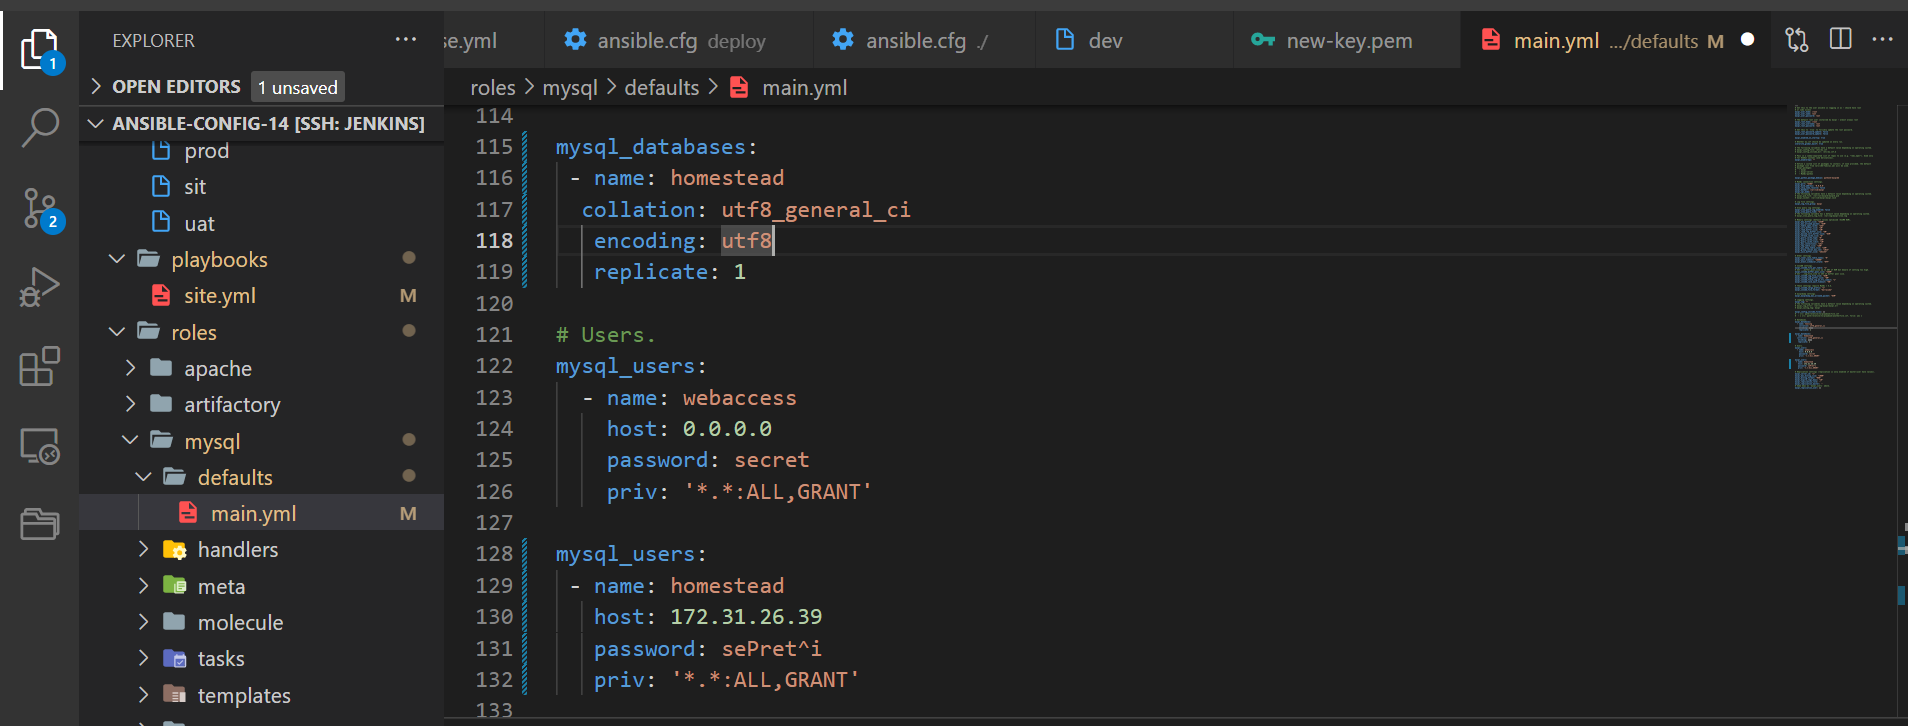 EXPLORER
OPEN EDITORS 1 unsaved
ANSIBLE-CONFIG-14 [SSH: JENKINS]
prod
sit
uat
playbooks
site.yml M
roles
apache
artifactory
mysql
defaults
main.yml M
handlers
meta
molecule
tasks
templates
1
2
se.yml
ansible.cfg deploy
ansible.cfg ./
dev
new-key.pem
main.yml .../defaults M
roles > mysql > defaults > main.yml
114
115 mysql_databases:
116 - name: homestead
117 collation: utf8_general_ci
118 encoding: utf8
119 replicate: 1
120
121 # Users.
122 mysql_users:
123 - name: webaccess
124 host: 0.0.0.0
125 password: secret
126 priv: '*.*:ALL,GRANT'
127
128 mysql_users:
129 - name: homestead
130 host: 172.31.26.39
131 password: sePret^i
132 priv: '*.*:ALL,GRANT'
133